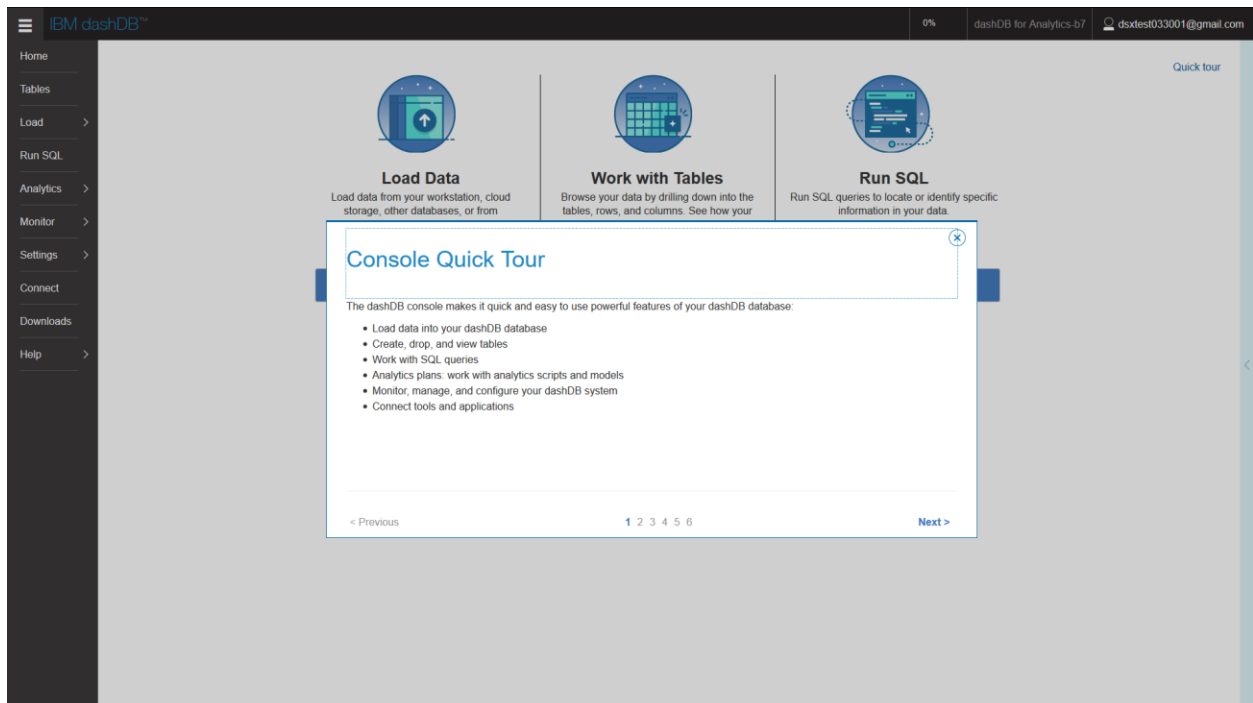 IBM dashDB™
0%
dashDB for Analytics-b7
dsxtest033001@gmail.com
Home
Tables
Load
Run SQL
Analytics
Monitor
Settings
Connect
Downloads
Help
Quick tour
Load Data
Load data from your workstation, cloud
storage, other databases, or from
Work with Tables
Browse your data by drilling down into the
tables, rows, and columns. See how your
Run SQL
Run SQL queries to locate or identify specific
information in your data.
Console Quick Tour
The dashDB console makes it quick and easy to use powerful features of your dashDB database:
• Load data into your dashDB database
• Create, drop, and view tables
• Work with SQL queries
• Analytics plans: work with analytics scripts and models
• Monitor, manage, and configure your dashDB system
• Connect tools and applications
< Previous
1 2 3 4 5 6
Next >